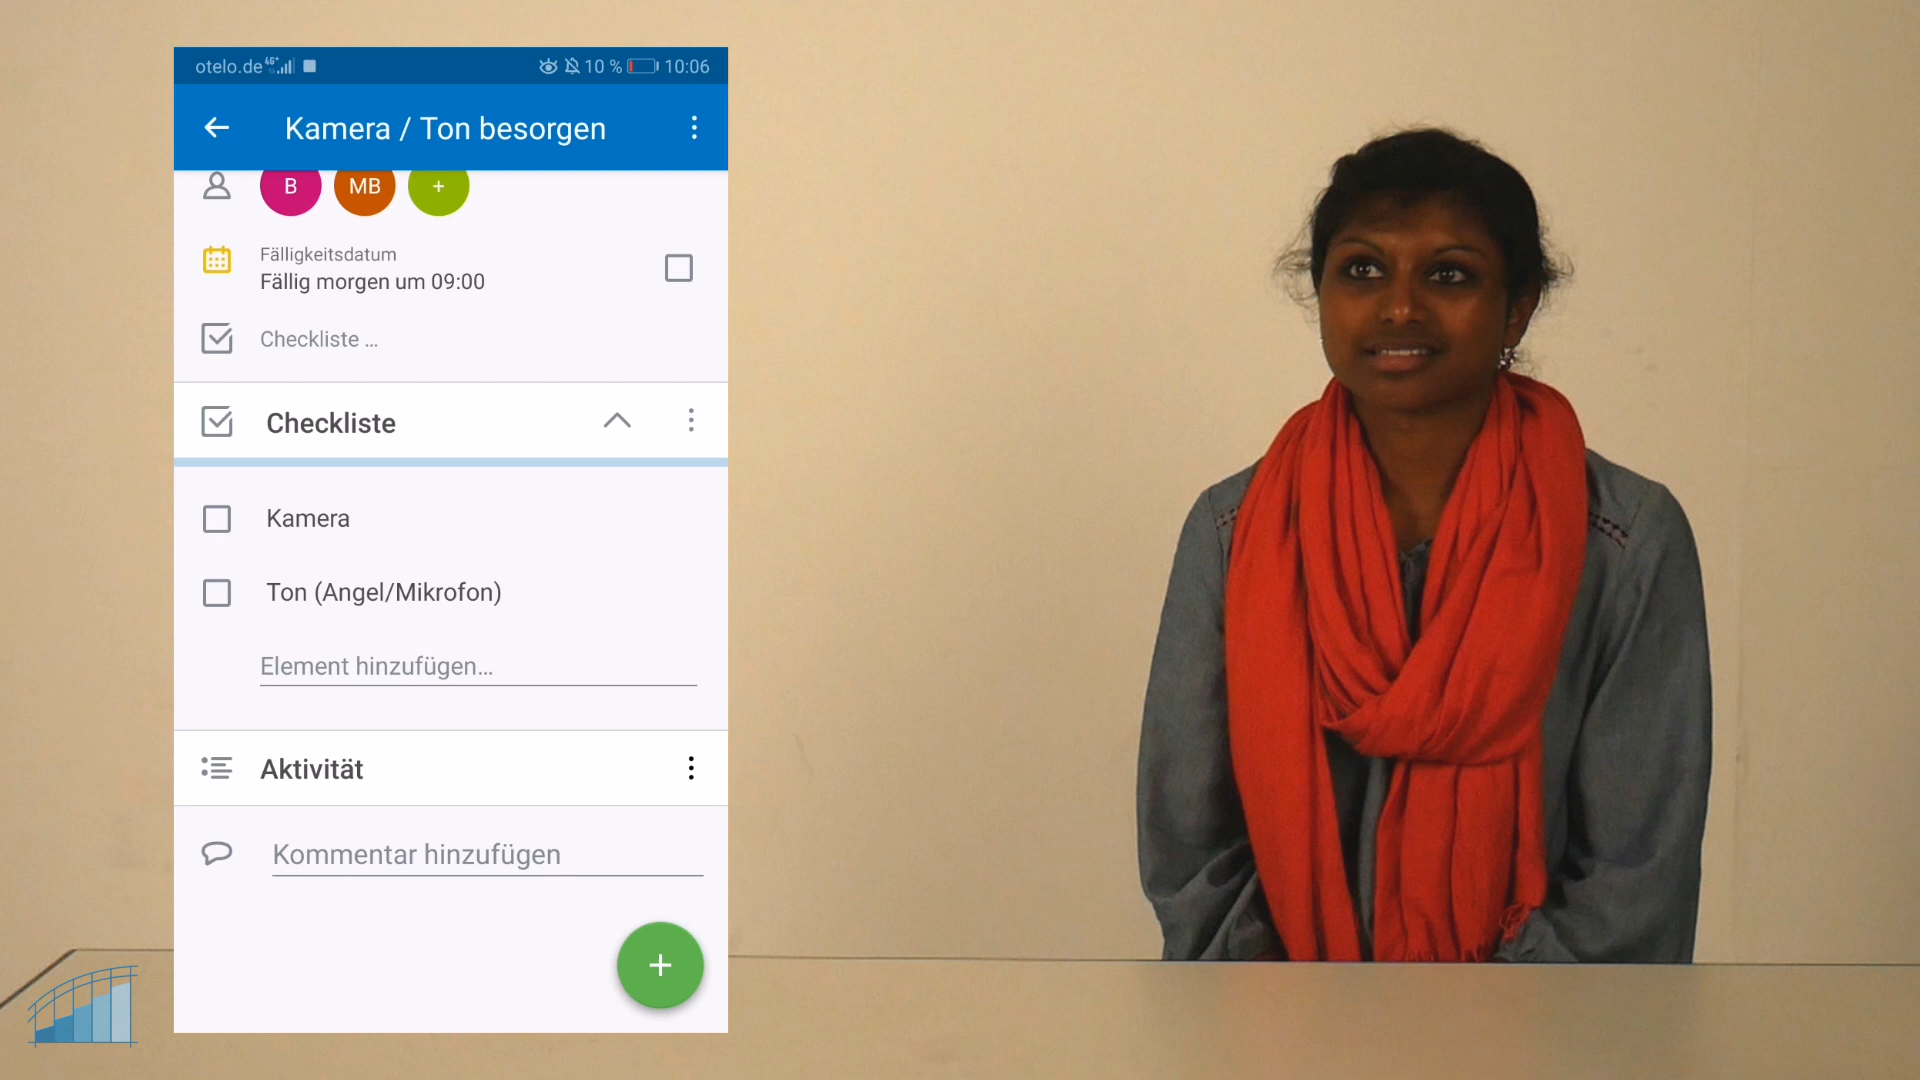 otelo.de 4G+ 10 % 10:06
Kamera / Ton besorgen
B MB +
Fälligkeitsdatum
Fällig morgen um 09:00
Checkliste ...
Checkliste
Kamera
Ton (Angel/Mikrofon)
Element hinzufügen...
Aktivität
Kommentar hinzufügen
+